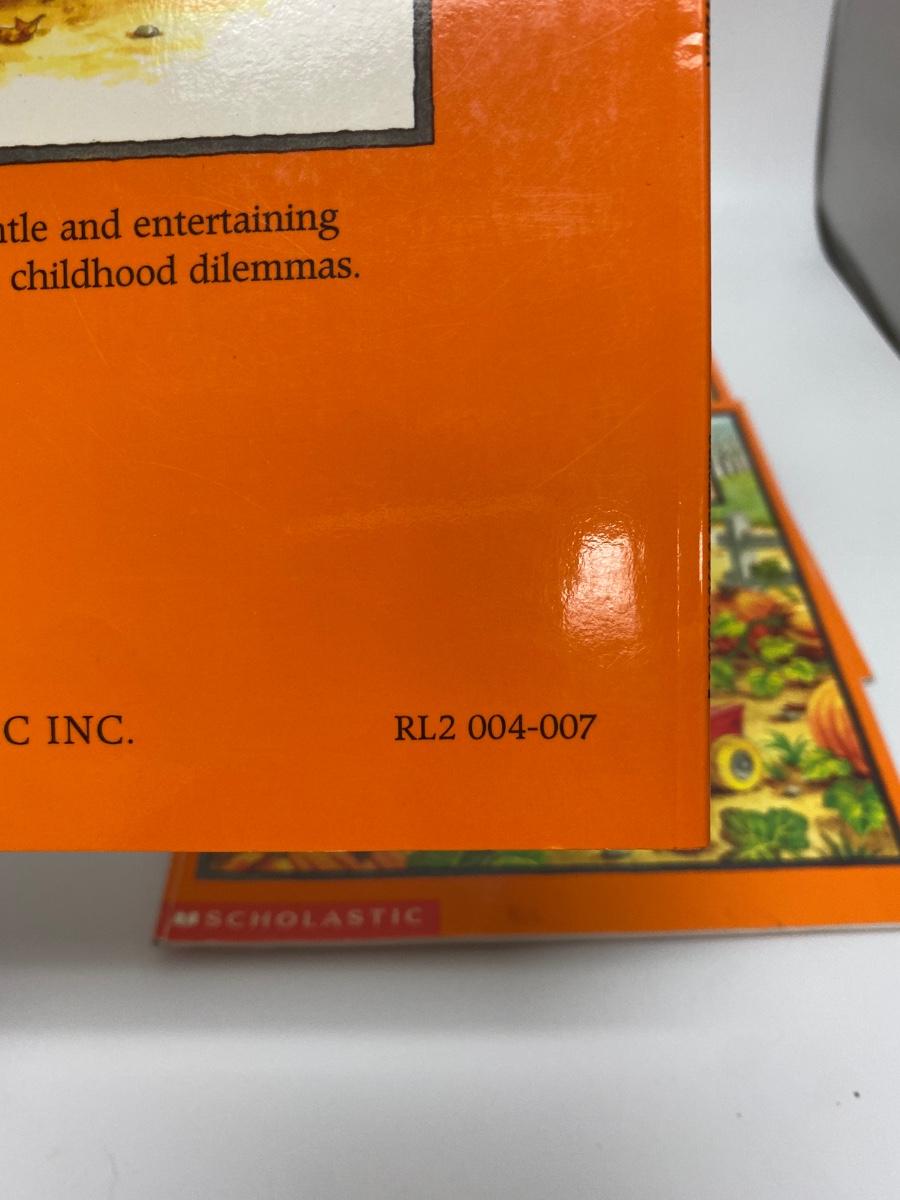 ntle and entertaining
childhood dilemmas.
C INC.
RL2 004-007
SCHOLASTIC